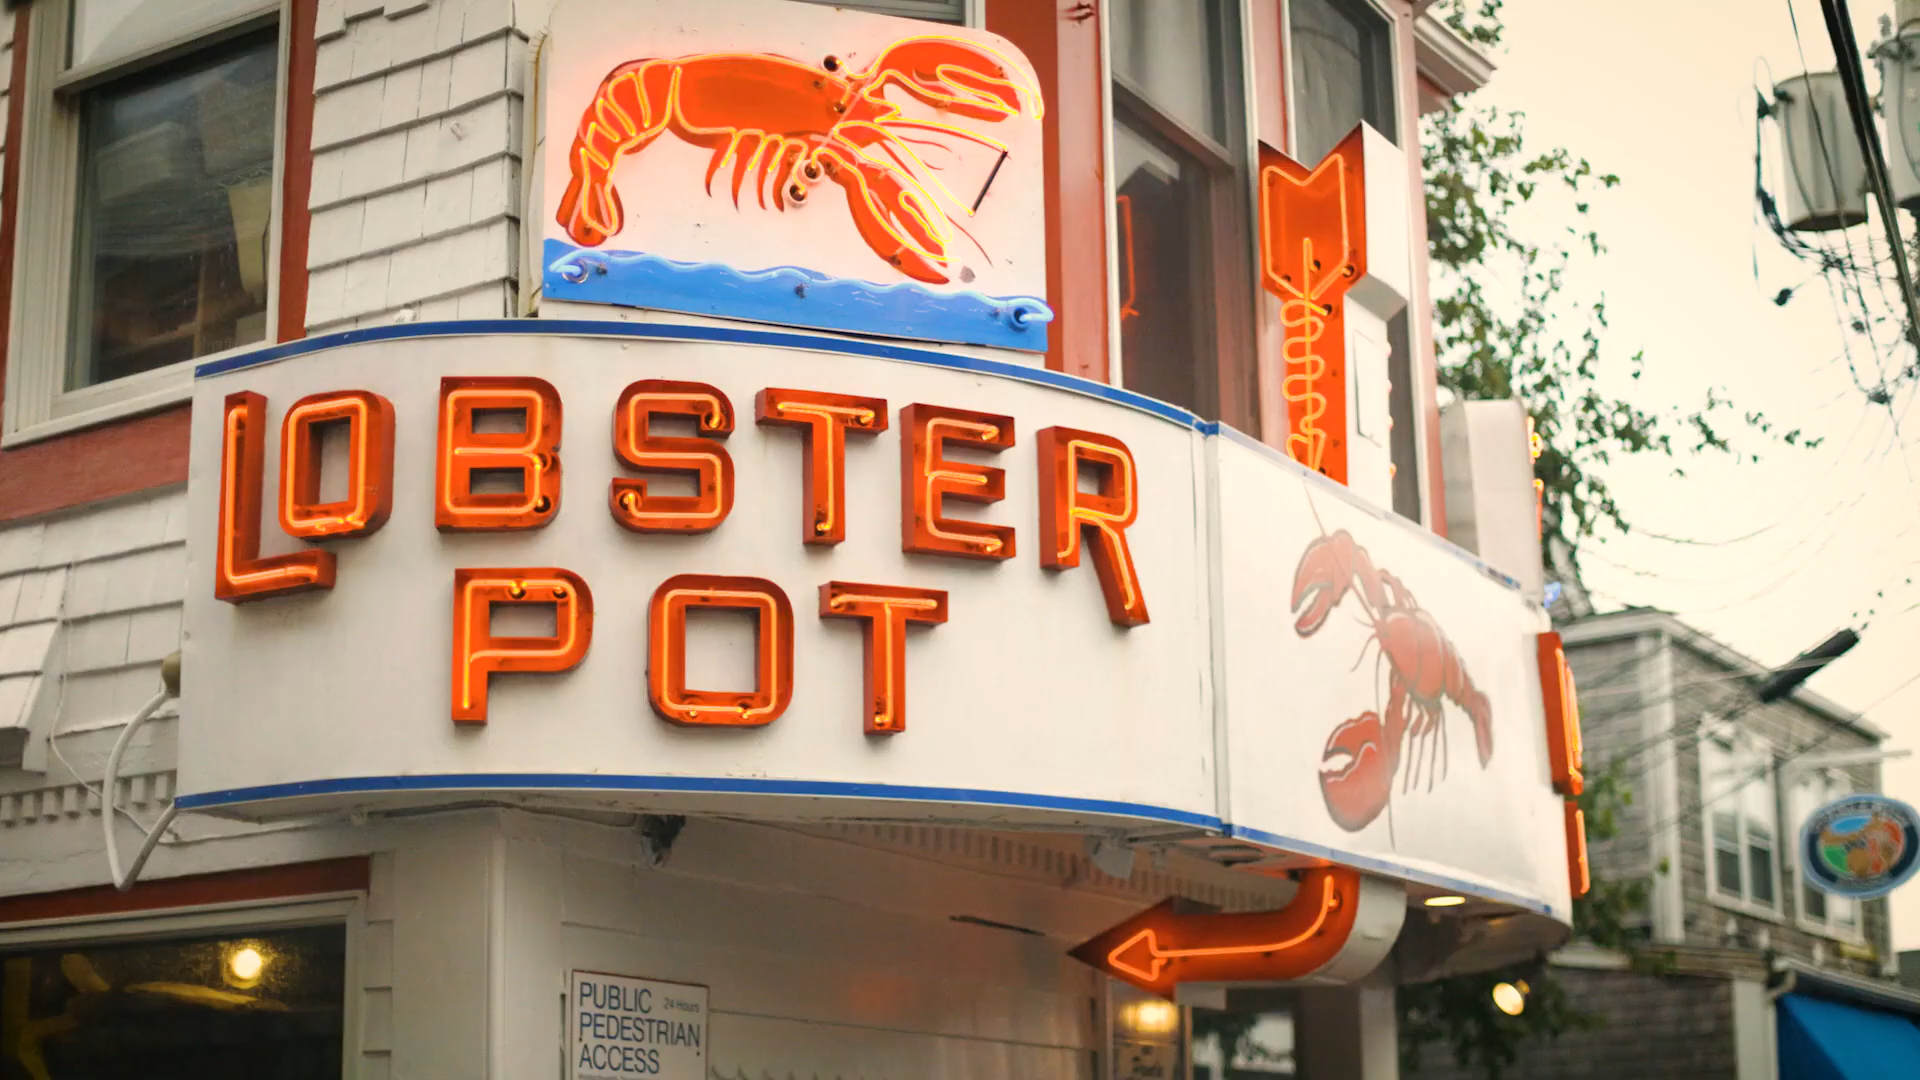 LOBSTER
POT
PUBLIC 24 Hours
PEDESTRIAN
ACCESS